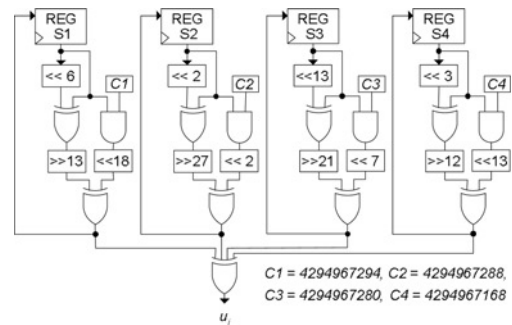 REG S1
REG S2
REG S3
REG S4
<< 6
C1
<< 2
C2
<<13
C3
<< 3
C4
>>13
<<18
>>27
<< 2
>>21
<< 7
>>12
<<13
C1 = 4294967294, C2 = 4294967288,
C3 = 4294967280, C4 = 4294967168
ui